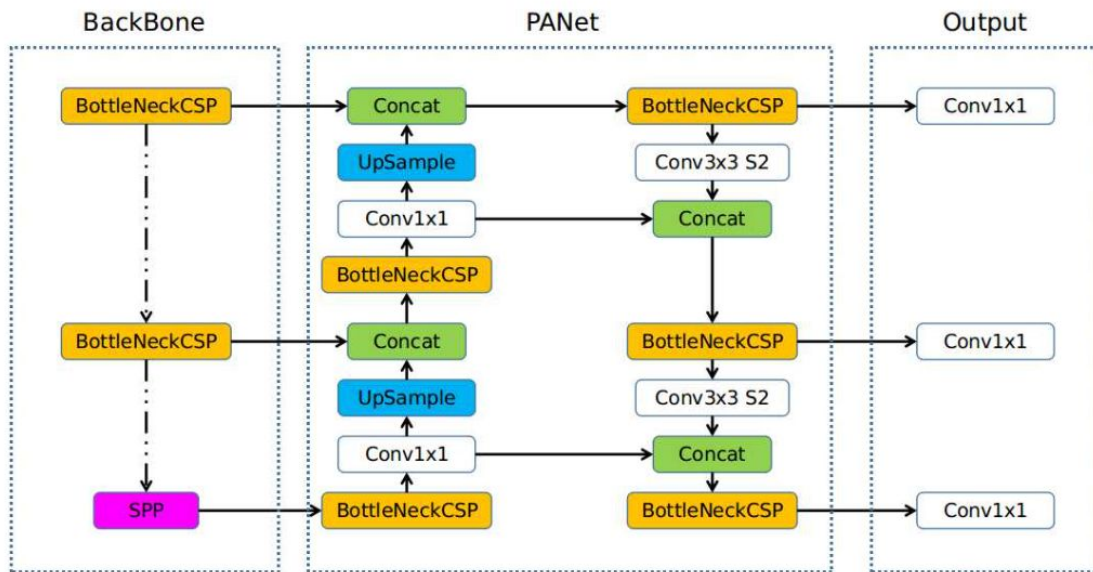 BackBone
PANet
Output
BottleNeckCSP
Concat
BottleNeckCSP
Conv1x1
UpSample
Conv3x3 S2
Conv1x1
Concat
BottleNeckCSP
BottleNeckCSP
Concat
BottleNeckCSP
Conv1x1
UpSample
Conv3x3 S2
Conv1x1
Concat
SPP
BottleNeckCSP
BottleNeckCSP
Conv1x1